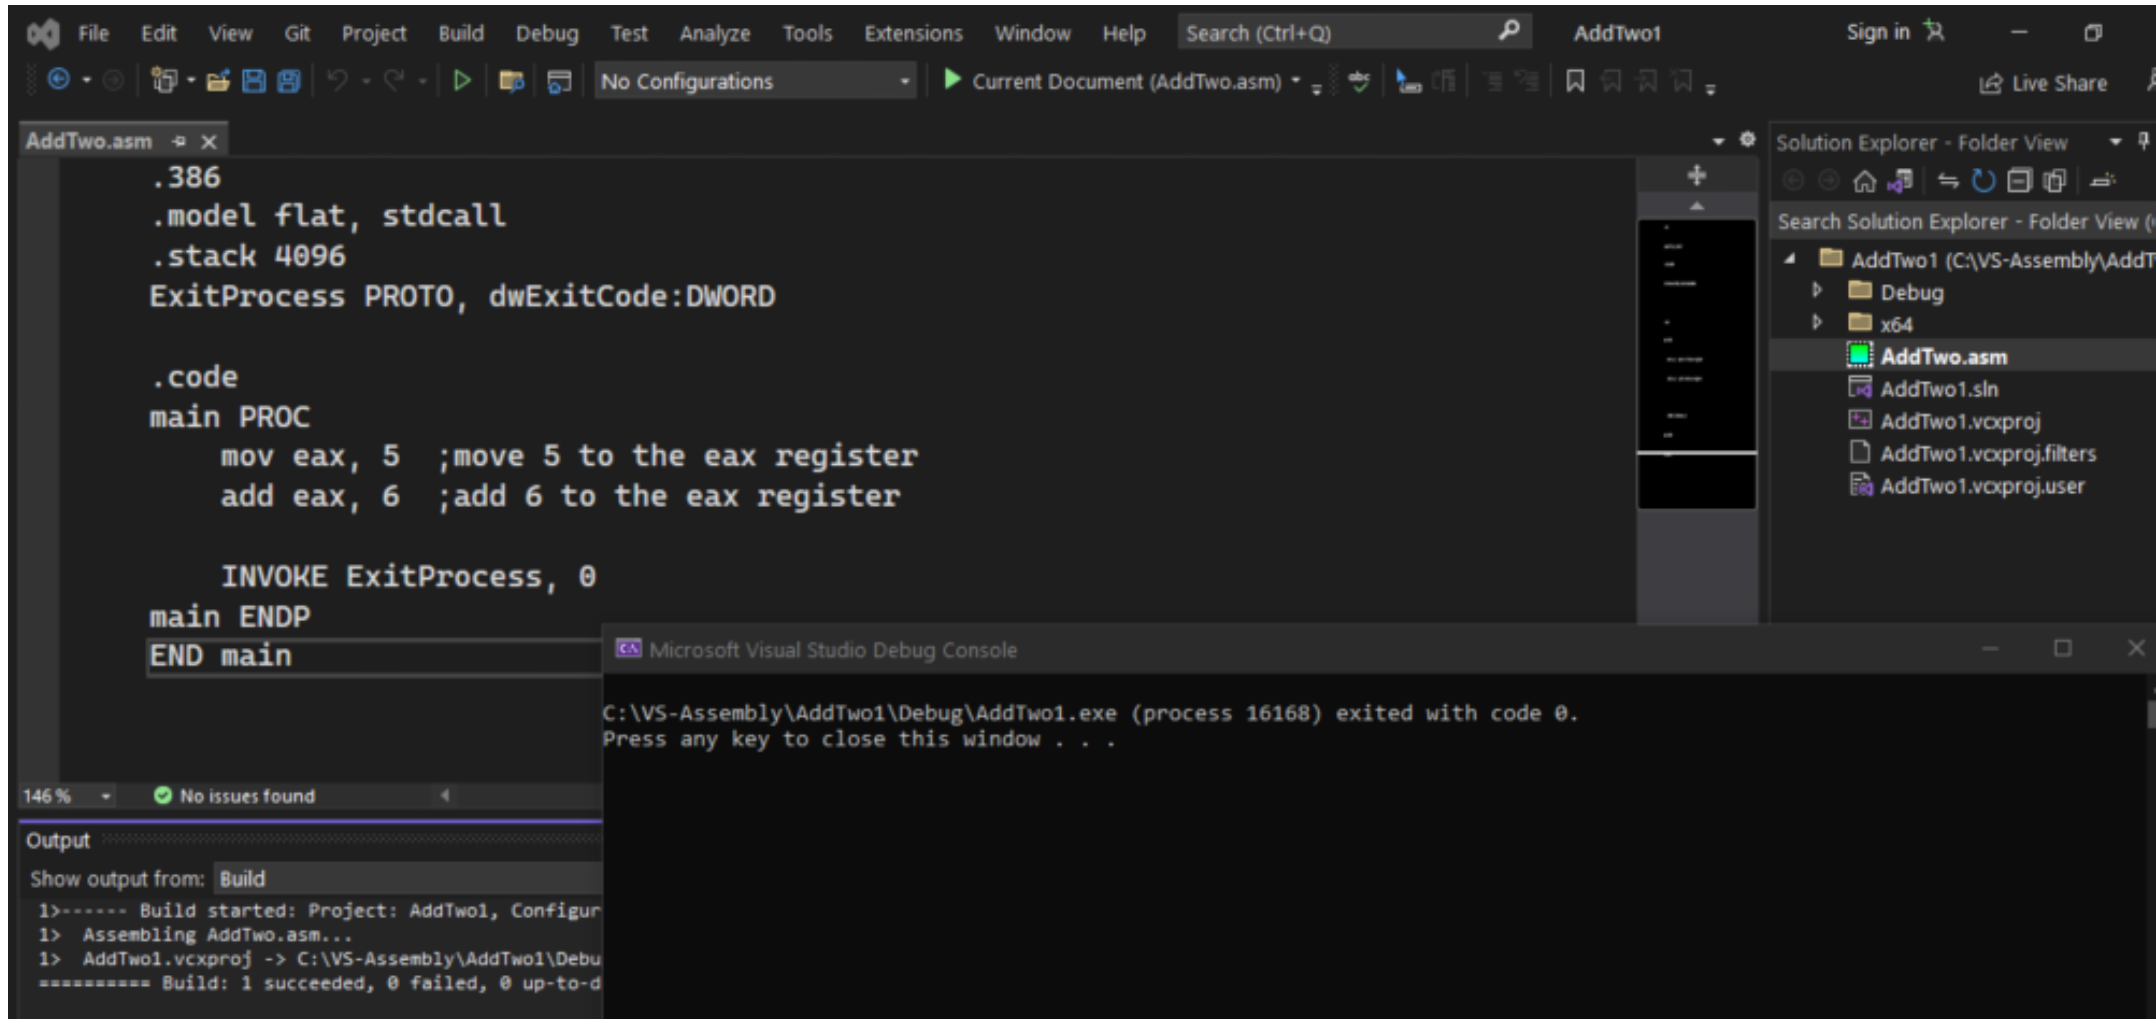 File Edit View Git Project Build Debug Test Analyze Tools Extensions Window Help Search (Ctrl+Q) AddTwo1 Sign in
No Configurations Current Document (AddTwo.asm) Live Share
AddTwo.asm
.386
.model flat, stdcall
.stack 4096
ExitProcess PROTO, dwExitCode:DWORD
.code
main PROC
mov eax, 5 ;move 5 to the eax register
add eax, 6 ;add 6 to the eax register
INVOKE ExitProcess, 0
main ENDP
END main
146 % No issues found
Output
Show output from: Build
1>------ Build started: Project: AddTwo1, Configur
1> Assembling AddTwo.asm...
1> AddTwo1.vcxproj -> C:\VS-Assembly\AddTwo1\Debu
========== Build: 1 succeeded, 0 failed, 0 up-to-d
Microsoft Visual Studio Debug Console
C:\VS-Assembly\AddTwo1\Debug\AddTwo1.exe (process 16168) exited with code 0.
Press any key to close this window . . .
Solution Explorer - Folder View
Search Solution Explorer - Folder View (
AddTwo1 (C:\VS-Assembly\AddT
Debug
x64
AddTwo.asm
AddTwo1.sln
AddTwo1.vcxproj
AddTwo1.vcxproj.filters
AddTwo1.vcxproj.user